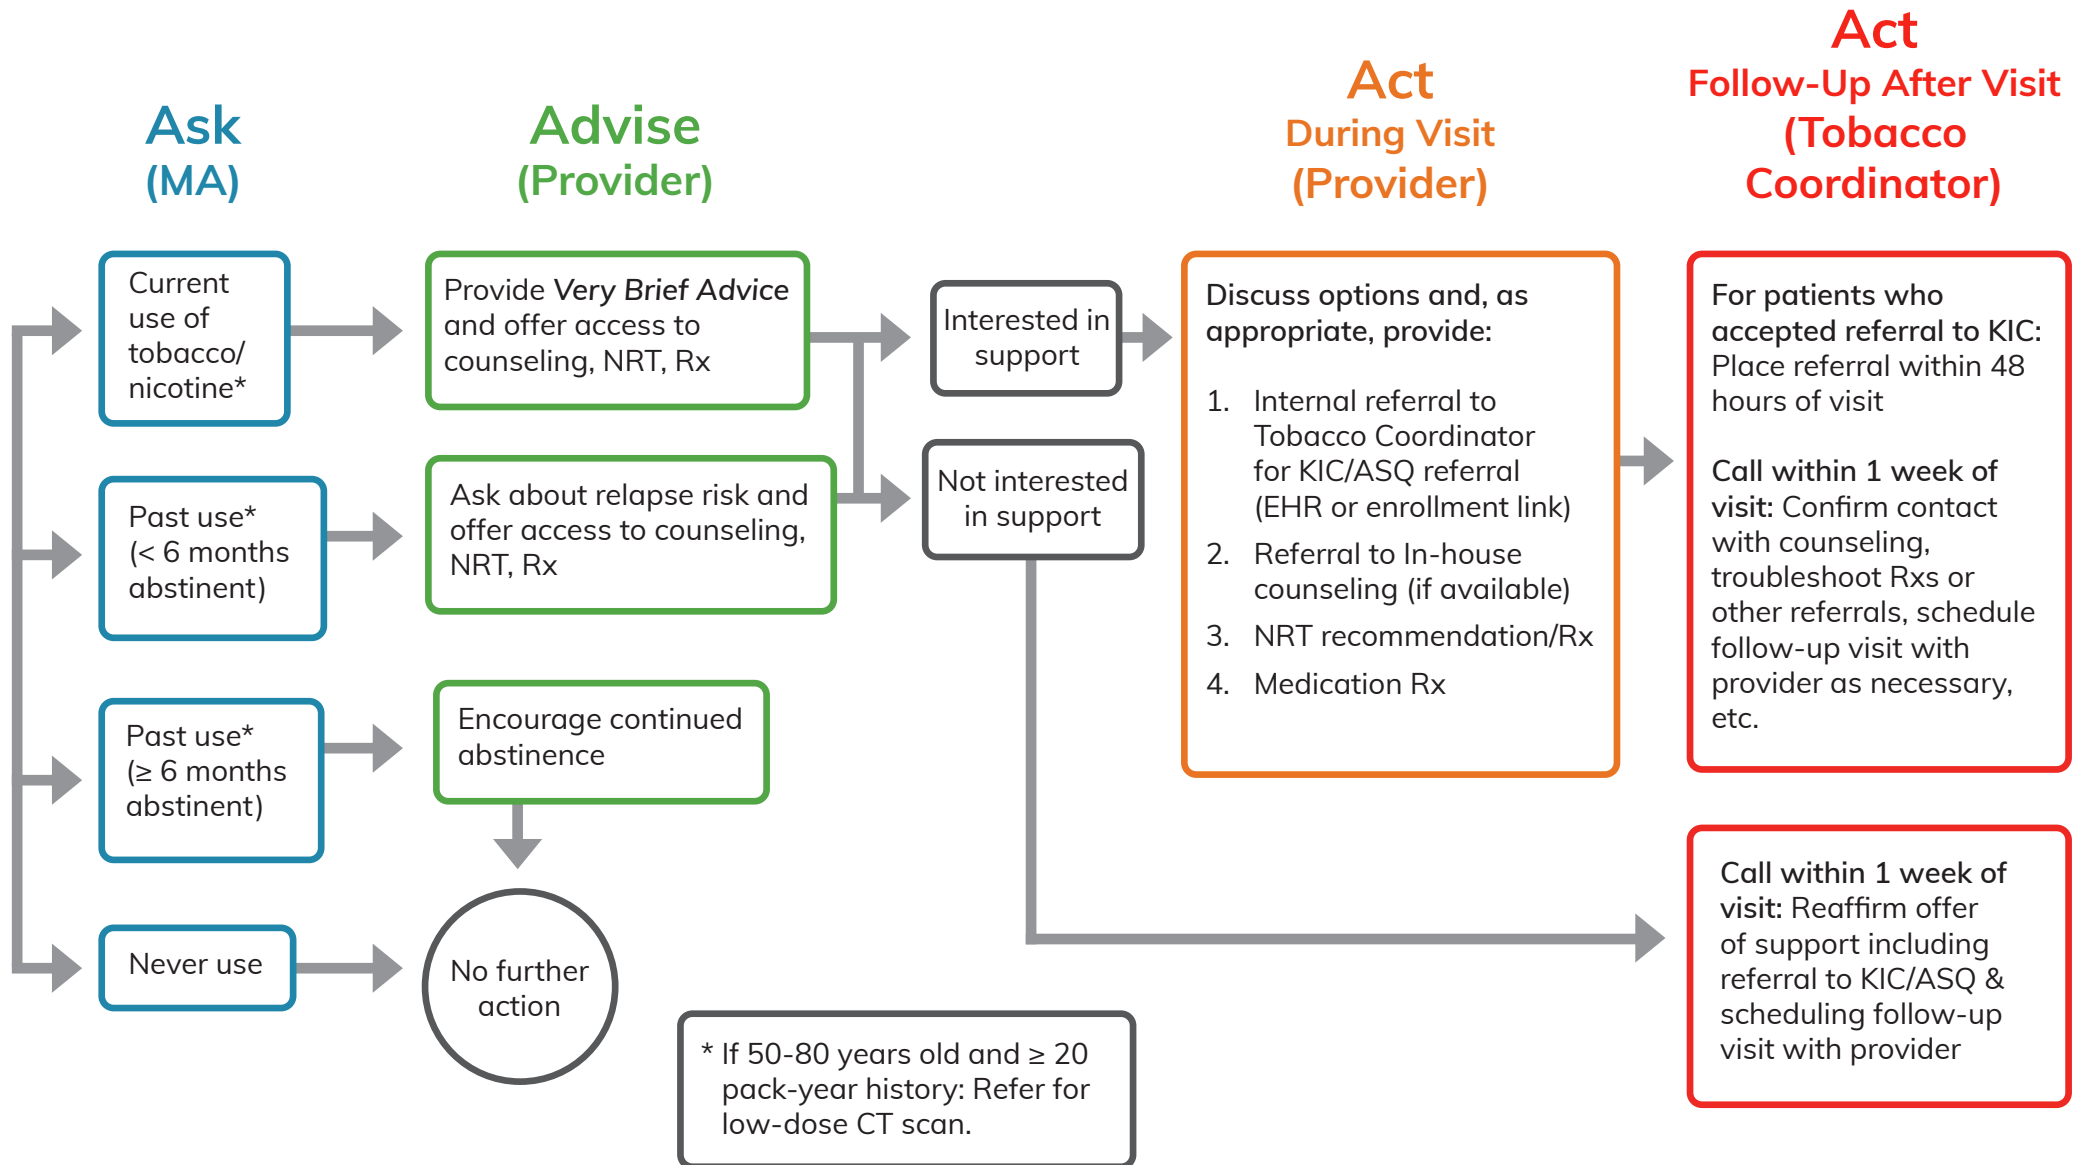 Ask
(MA)
Advise
(Provider)
Act
During Visit
(Provider)
Act
Follow-Up After Visit
(Tobacco
Coordinator)
Current
use of
tobacco/
nicotine*
Past use*
(< 6 months
abstinent)
Past use*
(≥ 6 months
abstinent)
Never use
Provide Very Brief Advice
and offer access to
counseling, NRT, Rx
Ask about relapse risk and
offer access to counseling,
NRT, Rx
Encourage continued
abstinence
No further
action
Interested in
support
Not interested
in support
Discuss options and, as
appropriate, provide:
1. Internal referral to
Tobacco Coordinator
for KIC/ASQ referral
(EHR or enrollment link)
2. Referral to In-house
counseling (if available)
3. NRT recommendation/Rx
4. Medication Rx
For patients who
accepted referral to KIC:
Place referral within 48
hours of visit
Call within 1 week of
visit: Confirm contact
with counseling,
troubleshoot Rxs or
other referrals, schedule
follow-up visit with
provider as necessary,
etc.
Call within 1 week of
visit: Reaffirm offer
of support including
referral to KIC/ASQ &
scheduling follow-up
visit with provider
* If 50-80 years old and ≥ 20
pack-year history: Refer for
low-dose CT scan.